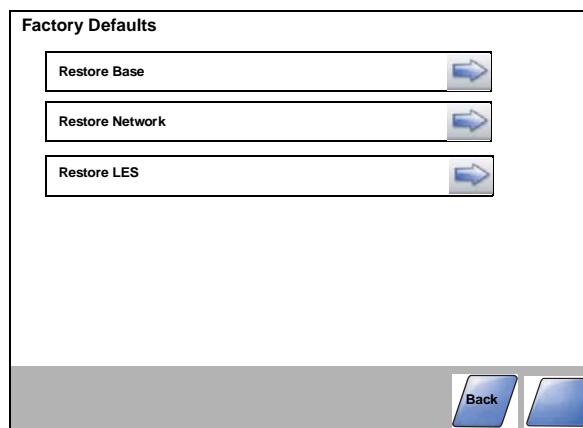 Factory Defaults
Restore Base
Restore Network
Restore LES
Back